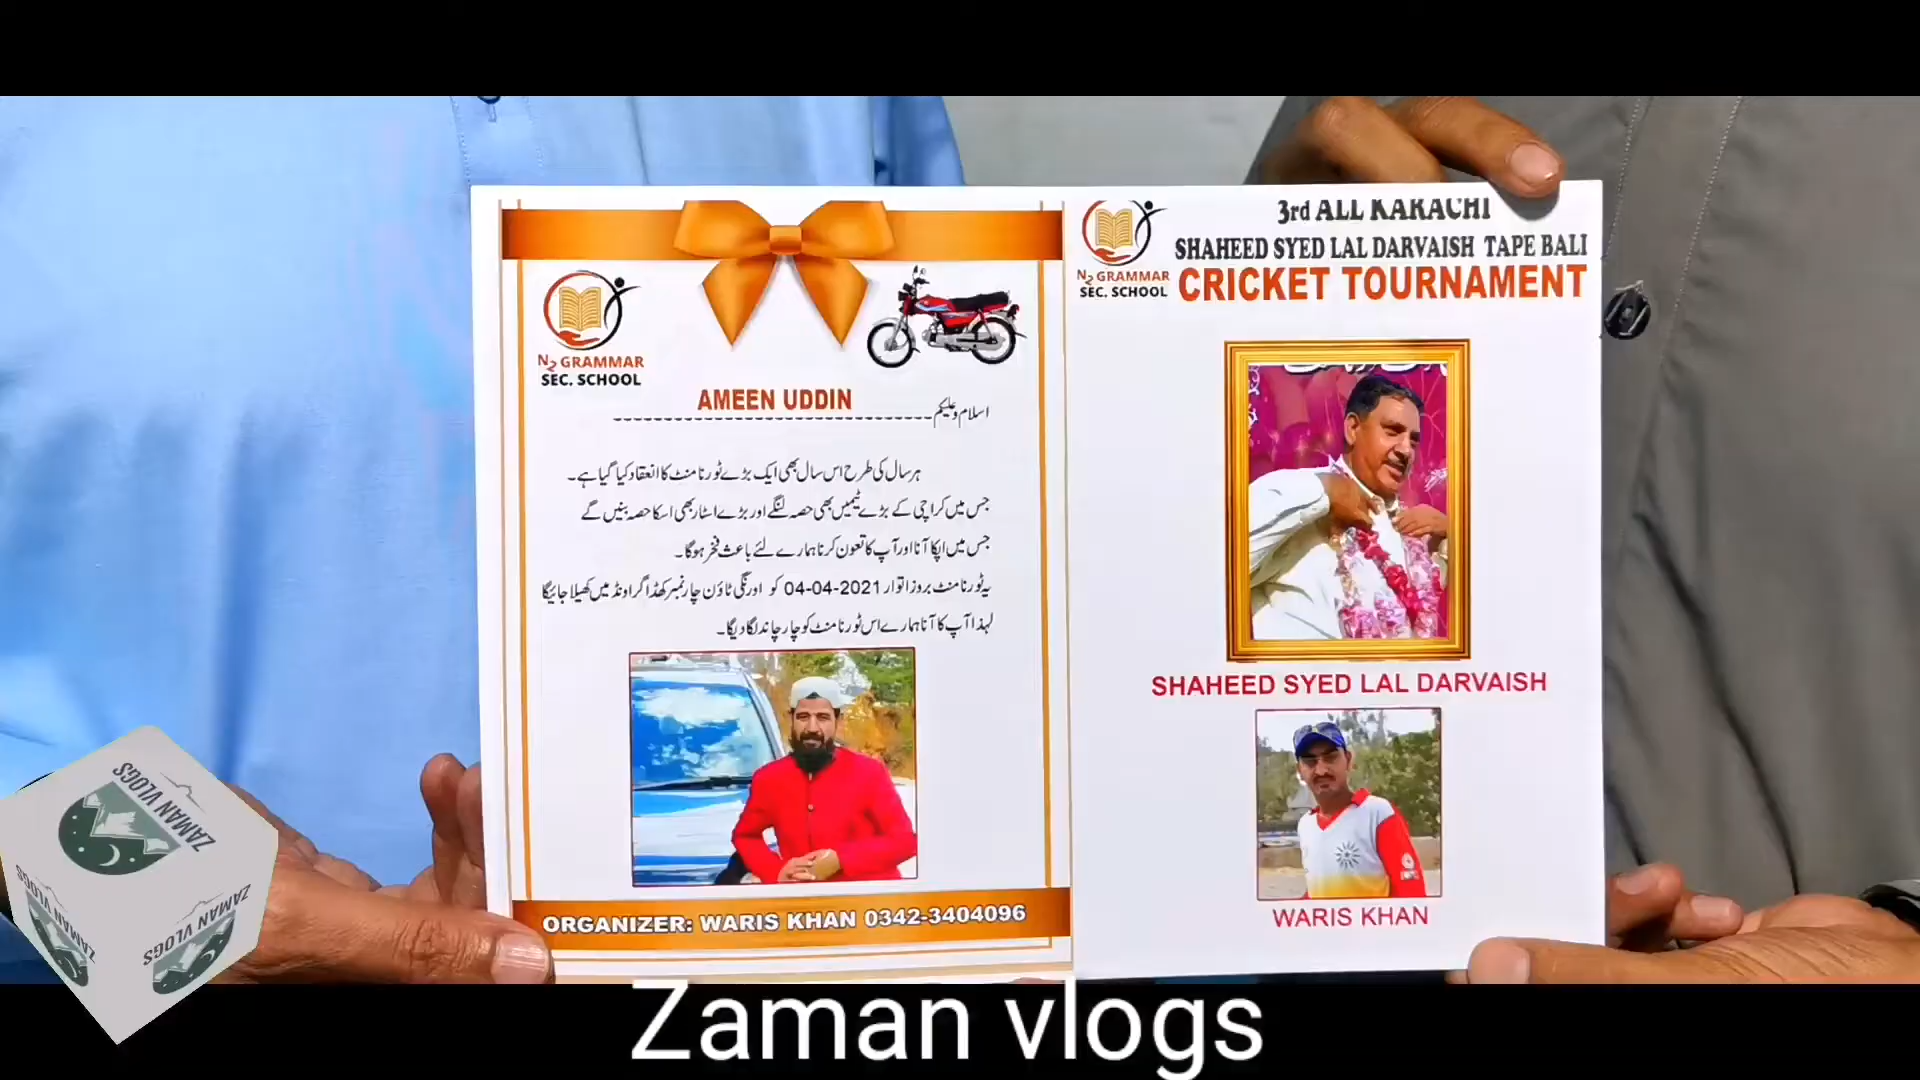 N2 GRAMMAR
SEC. SCHOOL
AMEEN UDDIN
اسلام وعلیکم
ہر سال کی طرح اس سال بھی ایک بڑے ٹورنامنٹ کا انعقاد کیا گیا ہے۔
جس میں کراچی کے بڑے ٹیمیں بھی حصہ لنگے اور بڑے اسٹار بھی اسکا حصہ بنیں گے
جس میں اپکا آنا اور آپ کا تعون کرنا ہمارے لئے باعث فخر ہوگا۔
یہ ٹورنامنٹ بروز اتوار 04-04-2021 کو اورنگی ٹاؤن چار نمبر کھڈا گراونڈ میں کھیلا جائیگا
لہذا آپ کا آنا ہمارے اس ٹورنامنٹ کو چار چاند لگا دیگا۔
ORGANIZER: WARIS KHAN 0342-3404096
N2 GRAMMAR
SEC. SCHOOL
3rd ALL KARACHI
SHAHEED SYED LAL DARVAISH TAPE BALI
CRICKET TOURNAMENT
SHAHEED SYED LAL DARVAISH
WARIS KHAN
ZAMAN VLOGS
ZAMAN VLOGS
ZAMAN VLOGS
Zaman vlogs